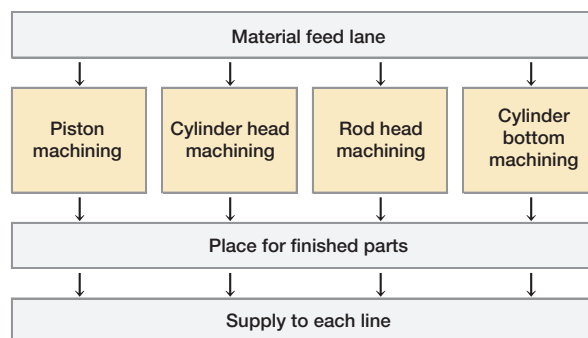 Material feed lane
Piston
machining
Cylinder head
machining
Rod head
machining
Cylinder
bottom
machining
Place for finished parts
Supply to each line